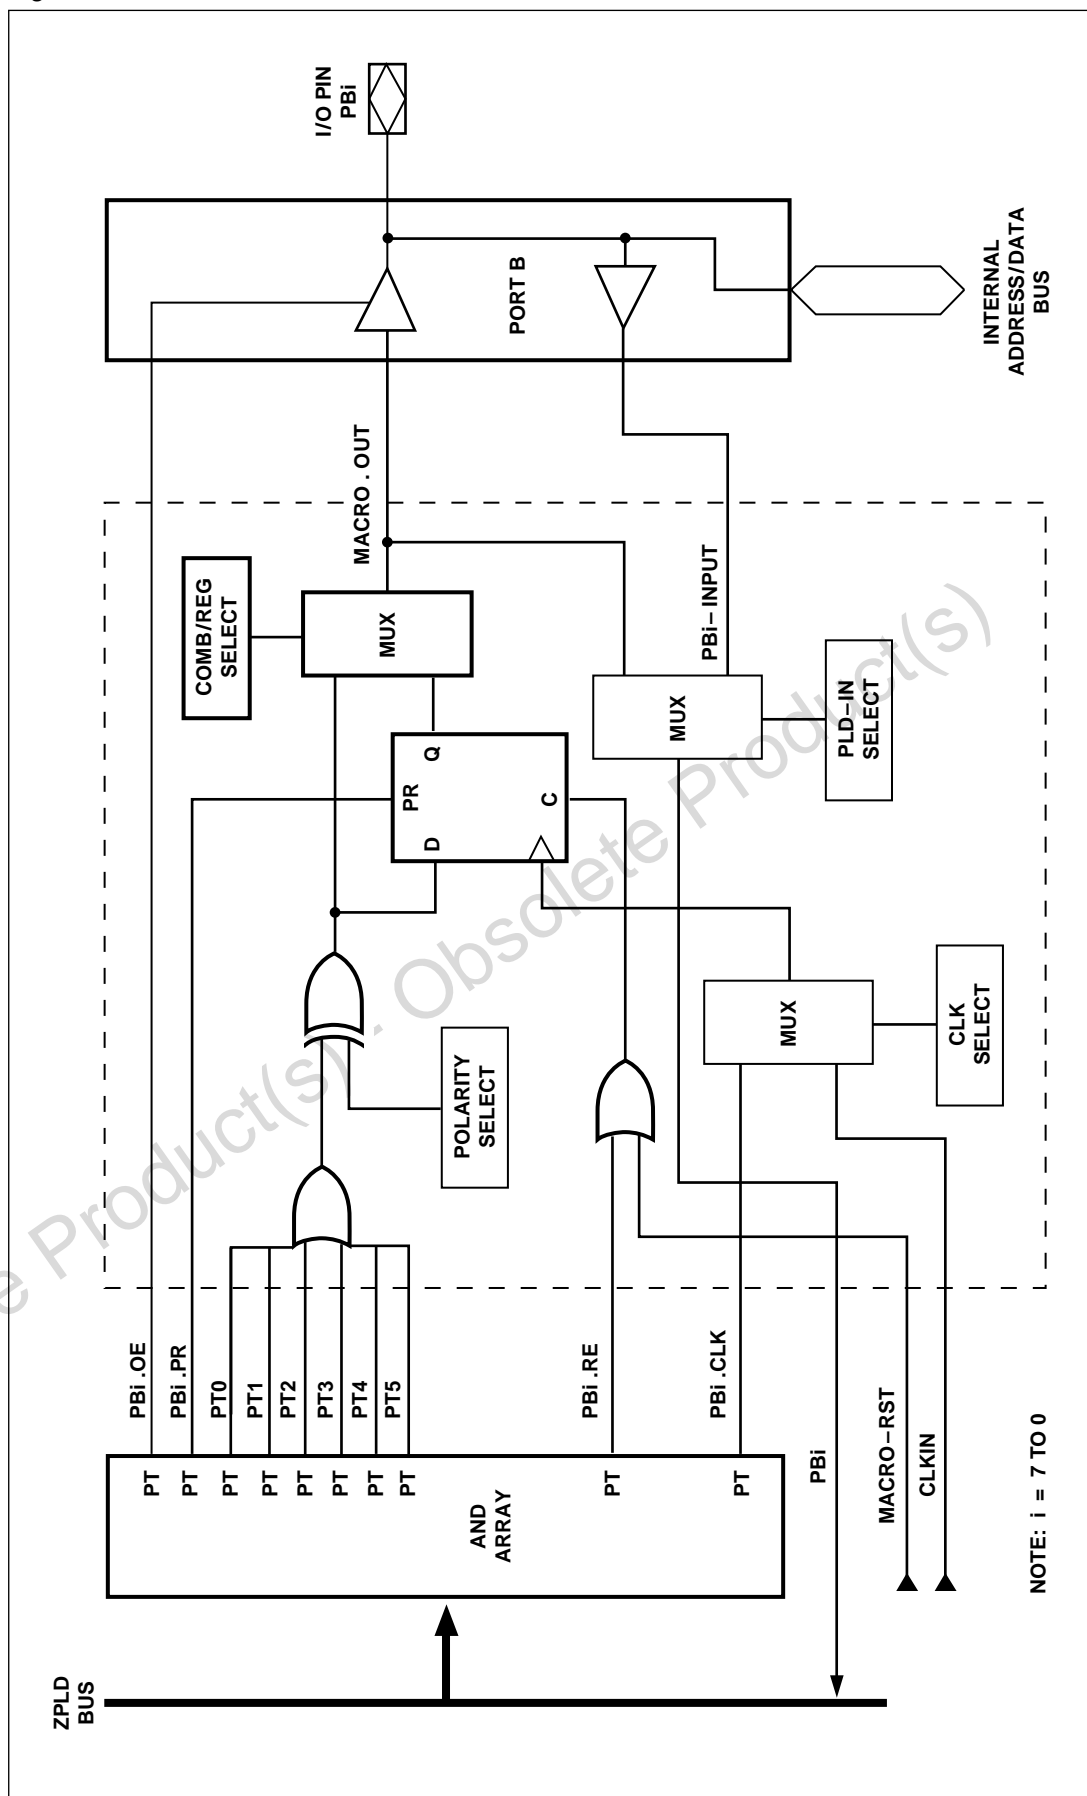 ZPLD
BUS
AND
ARRAY
PT
PT
PT
PT
PT
PT
PT
PT
PT
PT
PBi .OE
PBi .PR
PT0
PT1
PT2
PT3
PT4
PT5
PBi .RE
PBi .CLK
PBi
MACRO–RST
CLKIN
NOTE: i = 7 TO 0
POLARITY
SELECT
MUX
CLK
SELECT
PR
D
Q
C
COMB/REG
SELECT
MUX
MUX
PLD–IN
SELECT
MACRO . OUT
PBi– INPUT
PORT B
I/O PIN
PBi
INTERNAL
ADDRESS/DATA
BUS
e Product(s) - Obsolete Product(s)